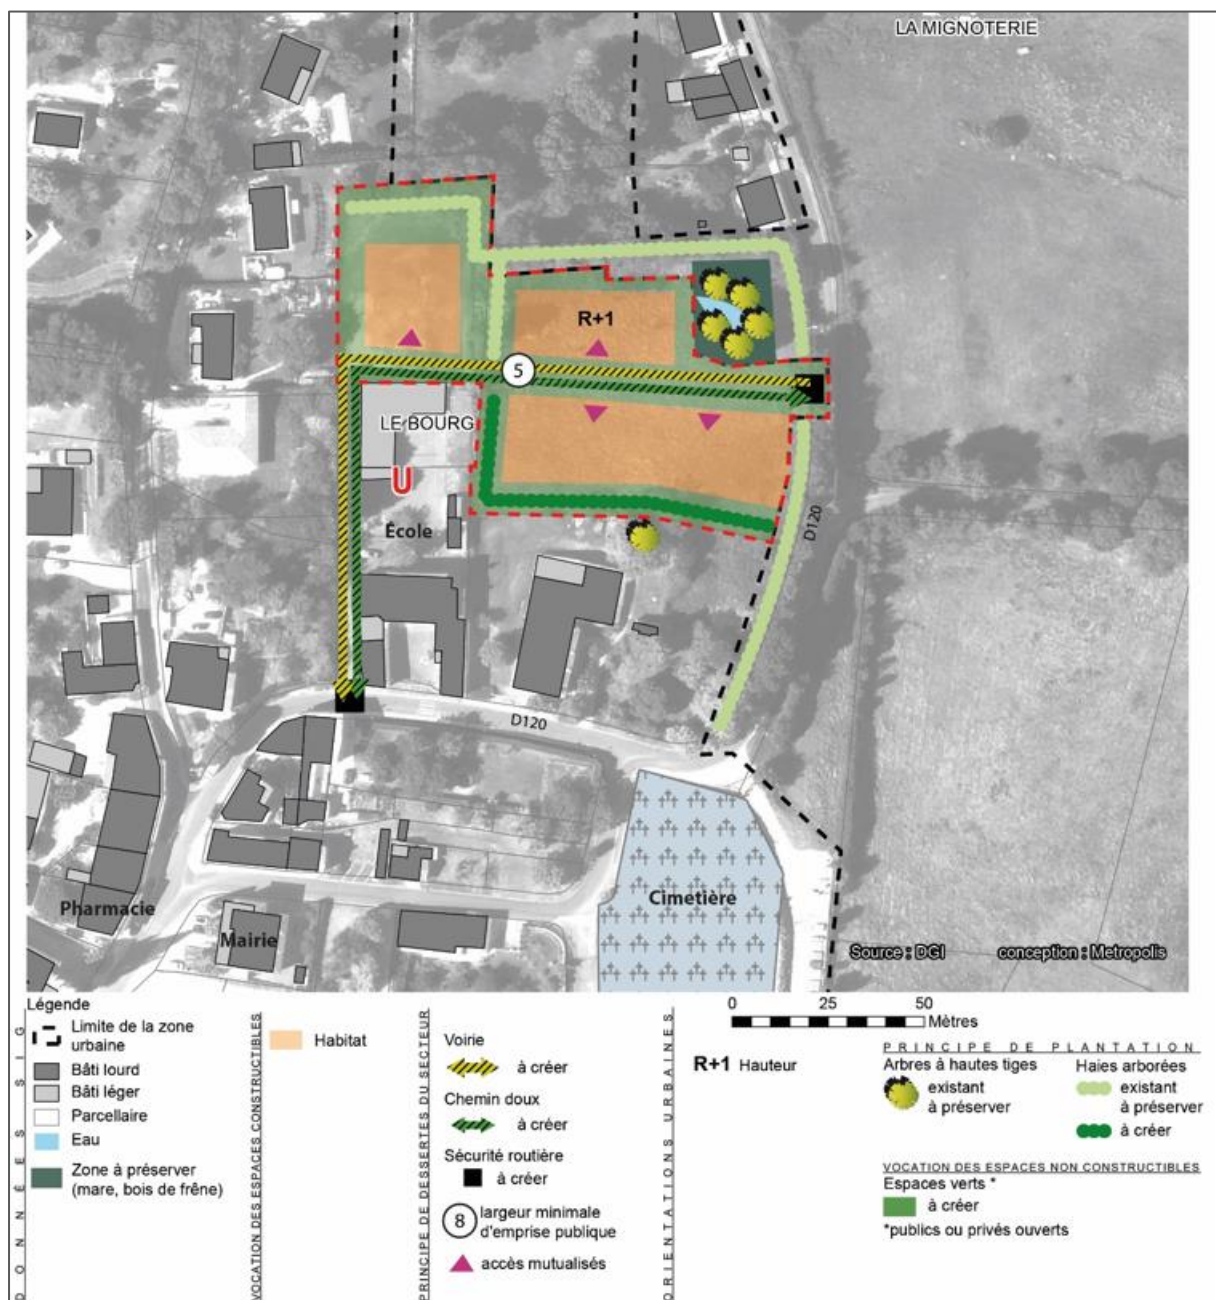 LA MIGNOTERIE
R+1
5
LE BOURG
U
École
D120
D120
Pharmacie
Mairie
Cimetière
Source : DGI
conception : Metropolis
Légende
DONNÉES SIG
Limite de la zone
urbaine
Bâti lourd
Bâti léger
Parcellaire
Eau
Zone à préserver
(mare, bois de frêne)
VOCATION DES ESPACES CONSTRUCTIBLES
Habitat
PRINCIPE DE DESSERTES DU SECTEUR
Voirie
à créer
Chemin doux
à créer
Sécurité routière
à créer
8
largeur minimale
d'emprise publique
accès mutualisés
ORIENTATIONS URBAINES
0 25 50
Mètres
R+1 Hauteur
PRINCIPE DE PLANTATION
Arbres à hautes tiges
existant
à préserver
Haies arborées
existant
à préserver
à créer
VOCATION DES ESPACES NON CONSTRUCTIBLES
Espaces verts *
à créer
*publics ou privés ouverts